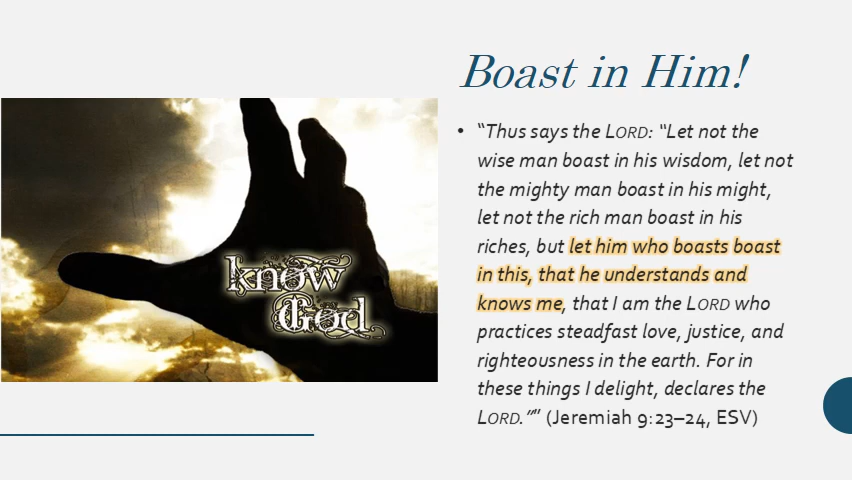 Boast in Him!
• “Thus says the LORD: “Let not the
wise man boast in his wisdom, let not
the mighty man boast in his might,
let not the rich man boast in his
riches, but let him who boasts boast
in this, that he understands and
knows me, that I am the LORD who
practices steadfast love, justice, and
righteousness in the earth. For in
these things I delight, declares the
LORD.”” (Jeremiah 9:23–24, ESV)
know
God